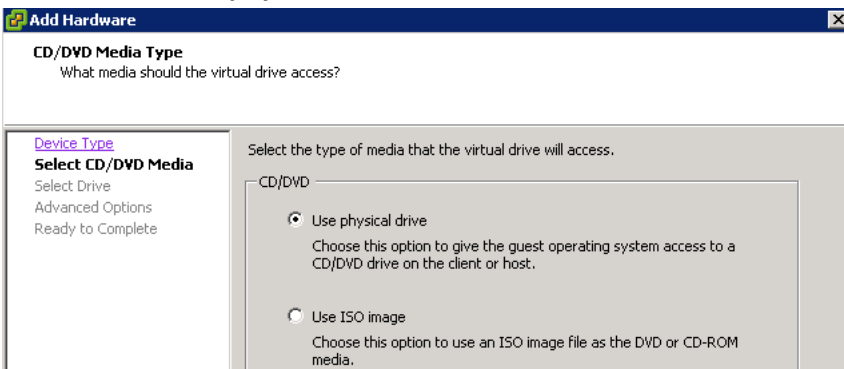 Add Hardware
CD/DVD Media Type
What media should the virtual drive access?
Device Type
Select CD/DVD Media
Select Drive
Advanced Options
Ready to Complete
Select the type of media that the virtual drive will access.
CD/DVD
Use physical drive
Choose this option to give the guest operating system access to a
CD/DVD drive on the client or host.
Use ISO image
Choose this option to use an ISO image file as the DVD or CD-ROM
media.